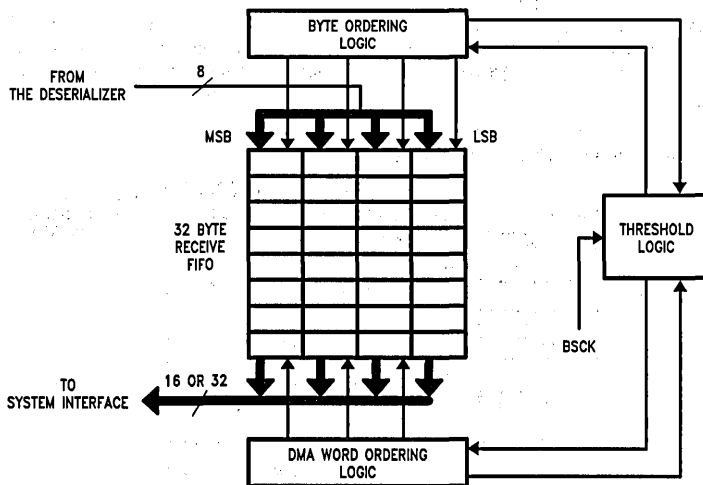 BYTE ORDERING
LOGIC
FROM
THE DESERIALIZER
8
MSB
LSB
32 BYTE
RECEIVE
FIFO
THRESHOLD
LOGIC
BSCK
TO
SYSTEM INTERFACE
16 OR 32
DMA WORD ORDERING
LOGIC